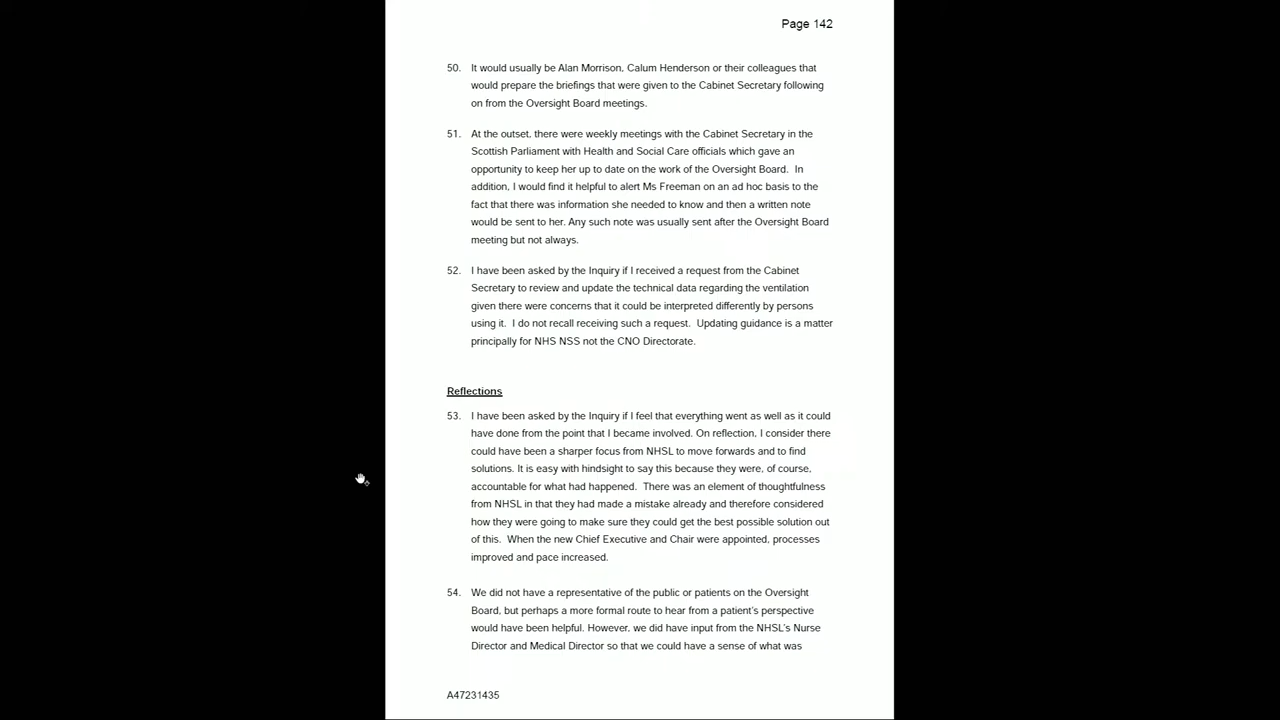 Page 142
50. It would usually be Alan Morrison, Calum Henderson or their colleagues that
would prepare the briefings that were given to the Cabinet Secretary following
on from the Oversight Board meetings.
51. At the outset, there were weekly meetings with the Cabinet Secretary in the
Scottish Parliament with Health and Social Care officials which gave an
opportunity to keep her up to date on the work of the Oversight Board. In
addition, I would find it helpful to alert Ms Freeman on an ad hoc basis to the
fact that there was information she needed to know and then a written note
would be sent to her. Any such note was usually sent after the Oversight Board
meeting but not always.
52. I have been asked by the Inquiry if I received a request from the Cabinet
Secretary to review and update the technical data regarding the ventilation
given there were concerns that it could be interpreted differently by persons
using it. I do not recall receiving such a request. Updating guidance is a matter
principally for NHS NSS not the CNO Directorate.
Reflections
53. I have been asked by the Inquiry if I feel that everything went as well as it could
have done from the point that I became involved. On reflection, I consider there
could have been a sharper focus from NHSL to move forwards and to find
solutions. It is easy with hindsight to say this because they were, of course,
accountable for what had happened. There was an element of thoughtfulness
from NHSL in that they had made a mistake already and therefore considered
how they were going to make sure they could get the best possible solution out
of this. When the new Chief Executive and Chair were appointed, processes
improved and pace increased.
54. We did not have a representative of the public or patients on the Oversight
Board, but perhaps a more formal route to hear from a patient's perspective
would have been helpful. However, we did have input from the NHSL's Nurse
Director and Medical Director so that we could have a sense of what was
A47231435